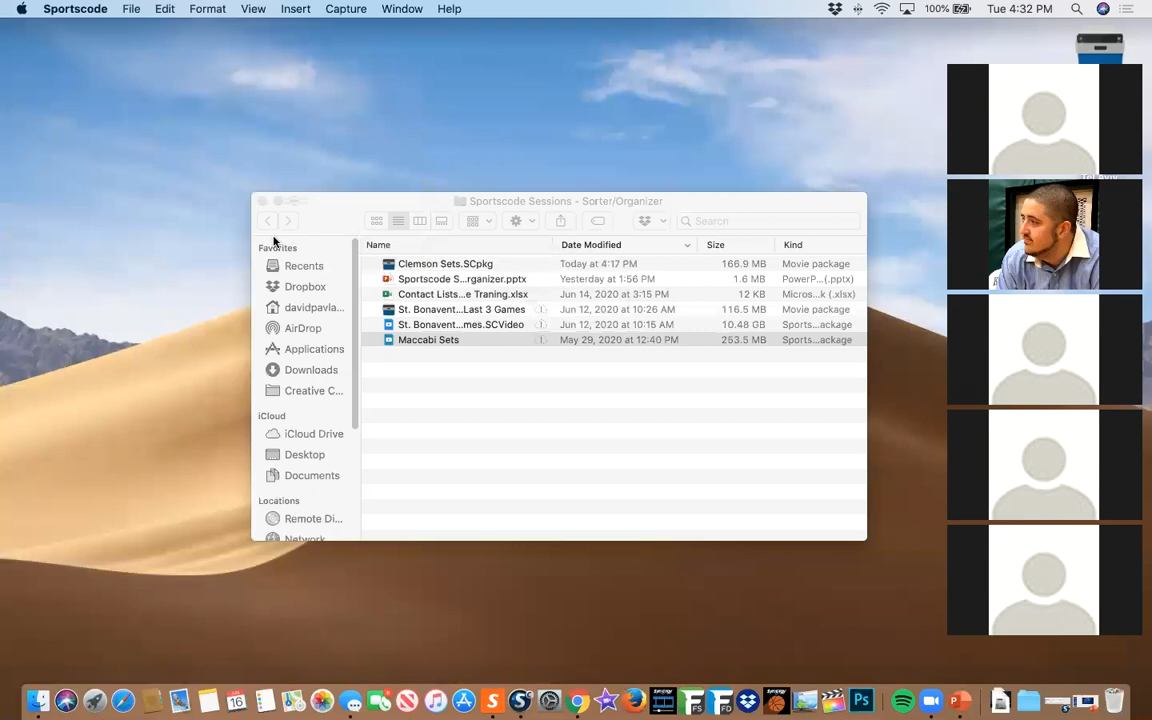 Sportscode File Edit Format View Insert Capture Window Help 100% Tue 4:32 PM
Sportscode Sessions - Sorter/Organizer
Search
Favorites
Recents
Dropbox
davidpavla...
AirDrop
Applications
Downloads
Creative C...
iCloud
iCloud Drive
Desktop
Documents
Locations
Remote Di...
Network
Name Date Modified Size Kind
Clemson Sets.SCpkg Today at 4:17 PM 166.9 MB Movie package
Sportscode S...rganizer.pptx Yesterday at 1:56 PM 1.6 MB PowerP...(.pptx)
Contact Lists...e Traning.xlsx Jun 14, 2020 at 3:15 PM 12 KB Micros...k (.xlsx)
St. Bonavent...Last 3 Games Jun 12, 2020 at 10:26 AM 116.5 MB Movie package
St. Bonavent...mes.SCVideo Jun 12, 2020 at 10:15 AM 10.48 GB Sports...ackage
Maccabi Sets May 29, 2020 at 12:40 PM 253.5 MB Sports...ackage